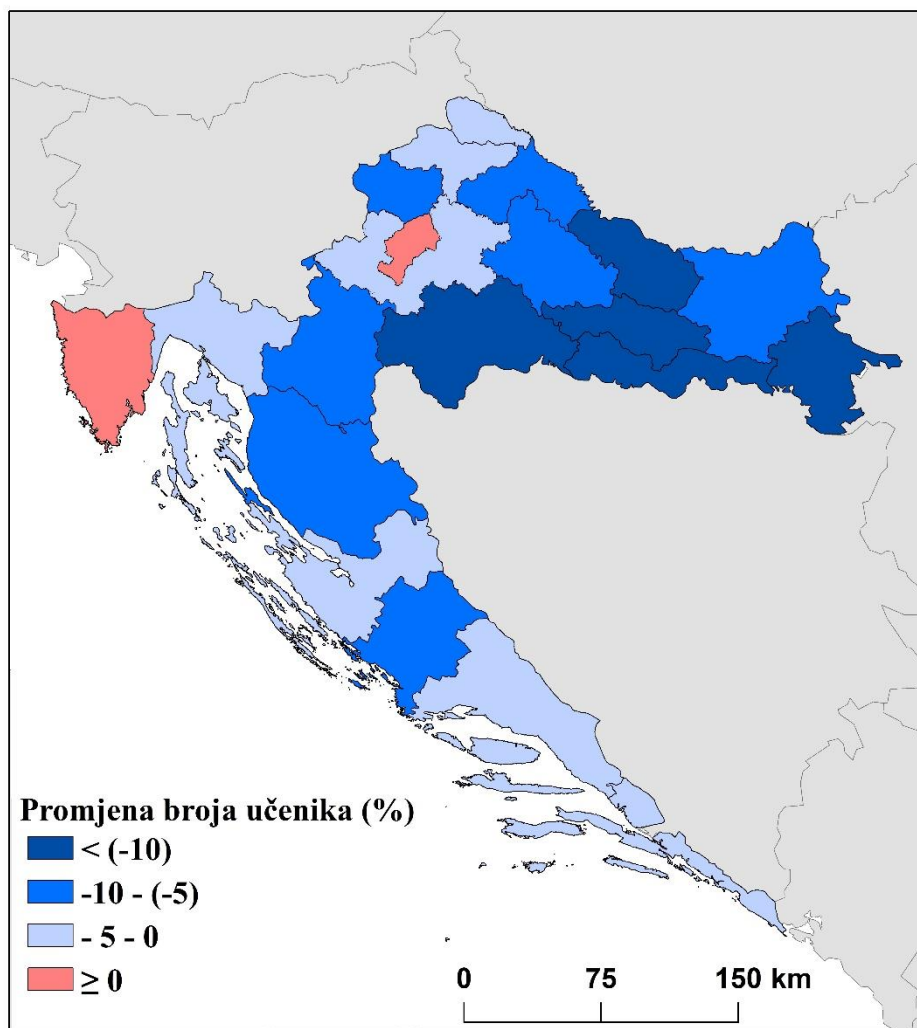 Promjena broja učenika (%)
< (-10)
-10 - (-5)
- 5 - 0
≥ 0
0 75 150 km